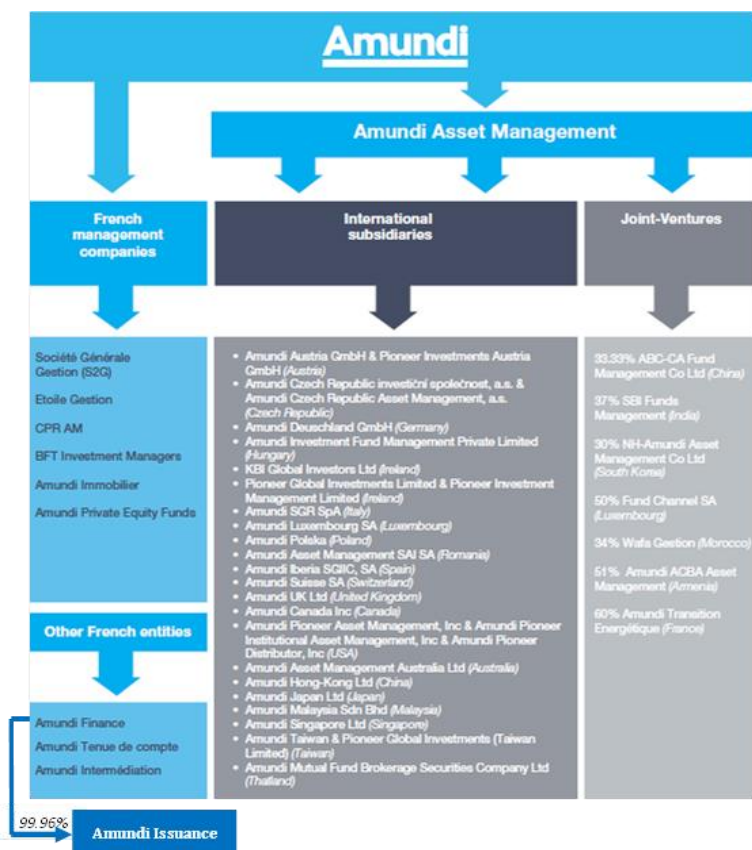 Amundi
Amundi Asset Management
French
management
companies
International
subsidiaries
Joint-Ventures
Société Générale
Gestion (S2G)
Etoile Gestion
CPR AM
BFT Investment Managers
Amundi Immobilier
Amundi Private Equity Funds
• Amundi Austria GmbH & Pioneer Investments Austria
GmbH (Austria)
• Amundi Czech Republic investiční společnost, a.s. &
Amundi Czech Republic Asset Management, a.s.
(Czech Republic)
• Amundi Deuschland GmbH (Germany)
• Amundi Investment Fund Management Private Limited
(Hungary)
• KBI Global Investors Ltd (Ireland)
• Pioneer Global Investments Limited & Pioneer Investment
Management Limited (Ireland)
• Amundi SGR SpA (Italy)
• Amundi Luxembourg SA (Luxembourg)
• Amundi Polska (Poland)
• Amundi Asset Management SAI SA (Romania)
• Amundi Iberia SGIIC, SA (Spain)
• Amundi Suisse SA (Switzerland)
• Amundi UK Ltd (United Kingdom)
• Amundi Canada Inc (Canada)
• Amundi Pioneer Asset Management, Inc & Amundi Pioneer
Institutional Asset Management, Inc & Amundi Pioneer
Distributor, Inc (USA)
• Amundi Asset Management Australia Ltd (Australia)
• Amundi Hong-Kong Ltd (China)
• Amundi Japan Ltd (Japan)
• Amundi Malaysia Sdn Bhd (Malaysia)
• Amundi Singapore Ltd (Singapore)
• Amundi Taiwan & Pioneer Global Investments (Taiwan
Limited) (Taiwan)
• Amundi Mutual Fund Brokerage Securities Company Ltd
(Thailand)
33.33% ABC-CA Fund
Management Co Ltd (China)
37% SBI Funds
Management (India)
30% NH-Amundi Asset
Management Co Ltd
(South Korea)
50% Fund Channel SA
(Luxembourg)
34% Wafa Gestion (Morocco)
51% Amundi ACBA Asset
Management (Armenia)
60% Amundi Transition
Energétique (France)
Other French entities
Amundi Finance
Amundi Tenue de compte
Amundi Intermédiation
99.96%
Amundi Issuance